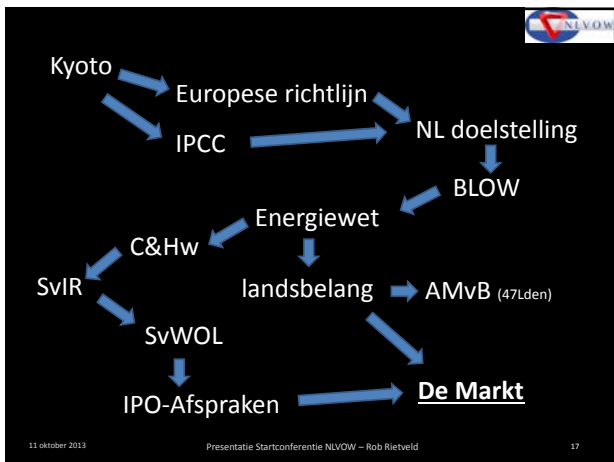 NLVOW
Kyoto
Europese richtlijn
IPCC
NL doelstelling
BLOW
Energiewet
C&Hw
SvIR
landsbelang
AMvB (47Lden)
SvWOL
De Markt
IPO-Afspraken
11 oktober 2013
Presentatie Startconferentie NLVOW – Rob Rietveld
17